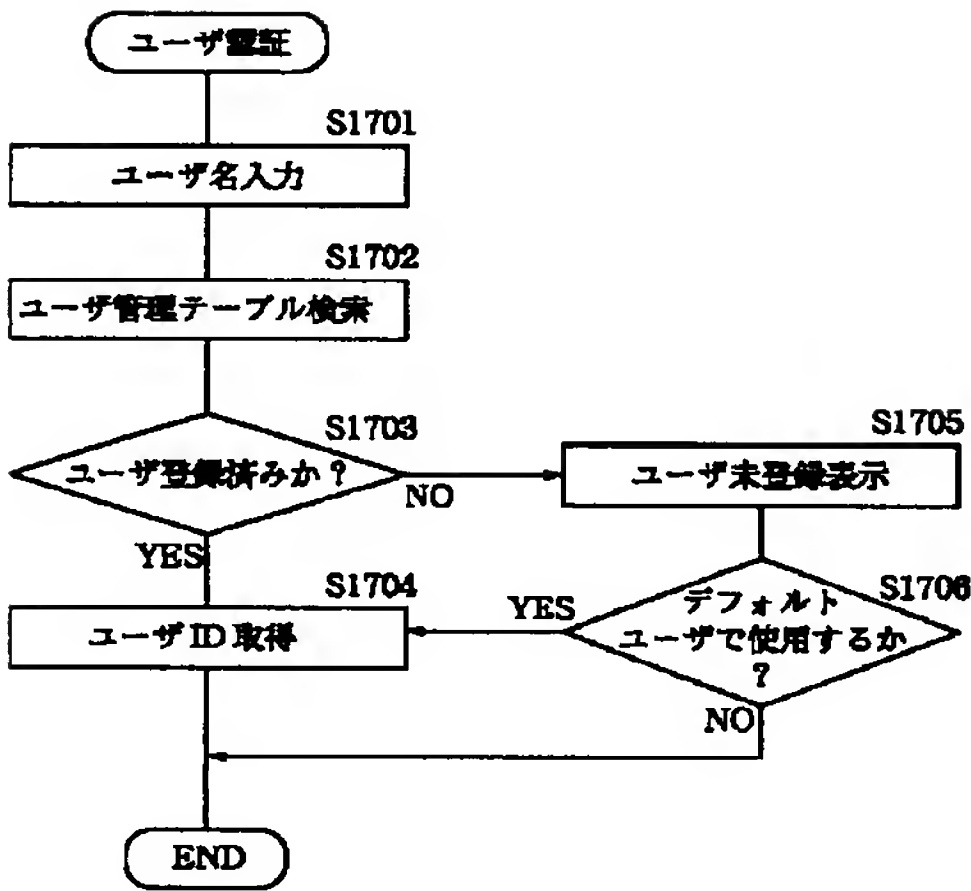 ユーザ認証
S1701
ユーザ名入力
S1702
ユーザ管理テーブル検索
S1703
ユーザ登録済みか?
NO
YES
S1705
ユーザ未登録表示
S1704
ユーザID取得
S1706
デフォルト
ユーザで使用するか
?
YES
NO
END